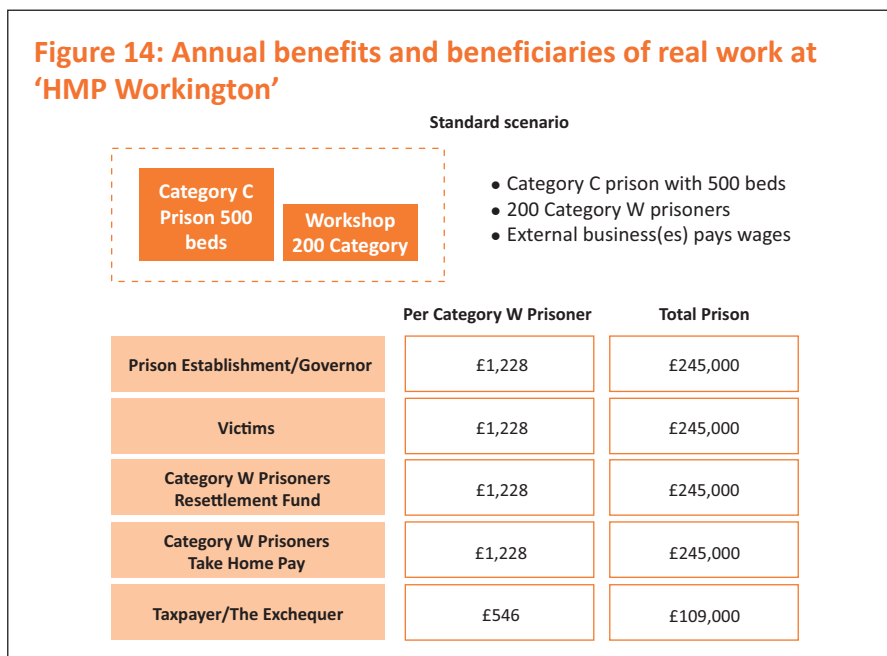 Figure 14: Annual benefits and beneficiaries of real work at
‘HMP Workington’
Standard scenario
Category C
Prison 500
beds
Workshop
200 Category
• Category C prison with 500 beds
• 200 Category W prisoners
• External business(es) pays wages
Per Category W Prisoner Total Prison
Prison Establishment/Governor £1,228 £245,000
Victims £1,228 £245,000
Category W Prisoners
Resettlement Fund £1,228 £245,000
Category W Prisoners
Take Home Pay £1,228 £245,000
Taxpayer/The Exchequer £546 £109,000